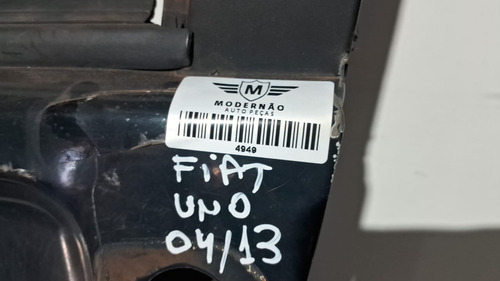 M
MODERNÃO
AUTO PEÇAS
4949
FiAT
UNO
04/13